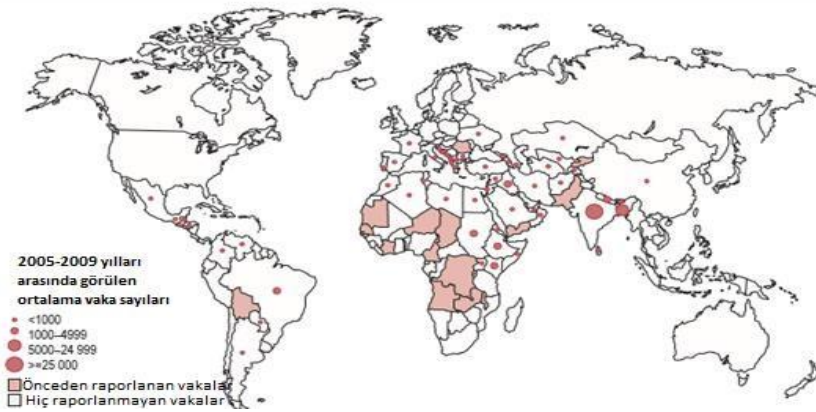 2005-2009 yılları
arasında görülen
ortalama vaka sayıları
<1000
1000–4999
5000–24 999
>=25 000
Önceden raporlanan vakalar
Hiç raporlanmayan vakalar